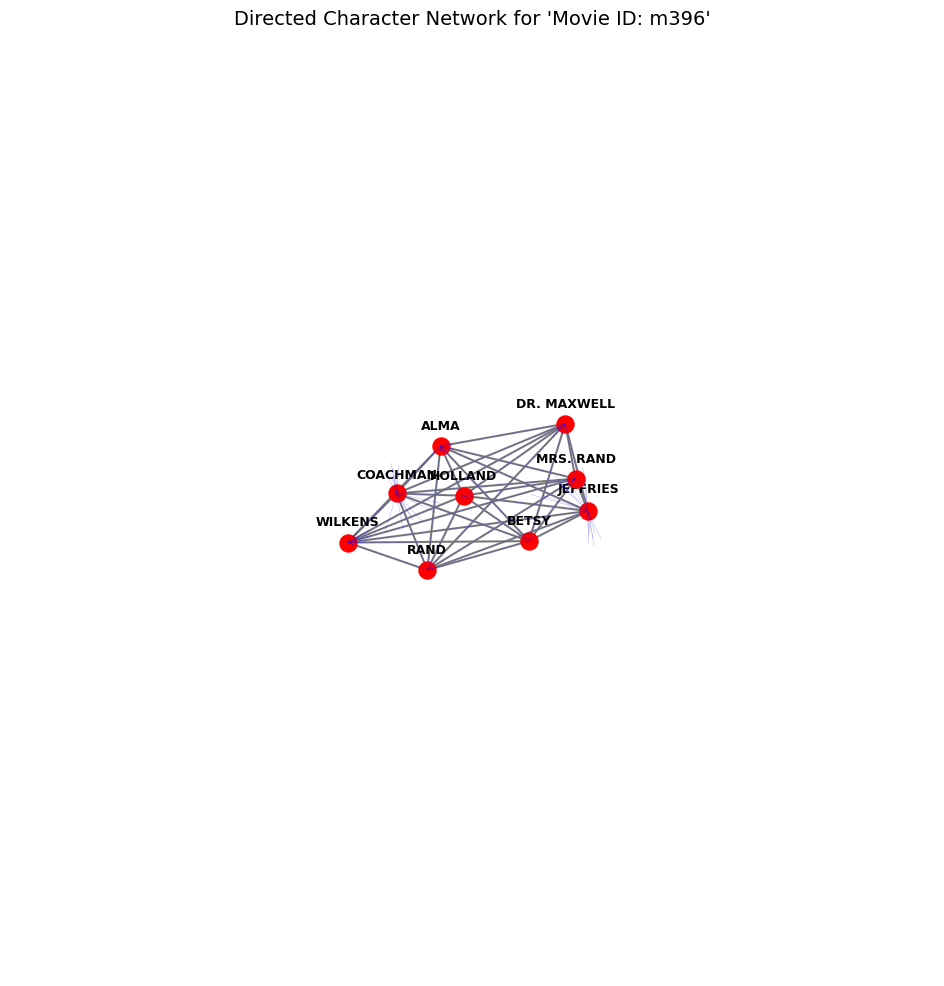 Directed Character Network for 'Movie ID: m396'
DR. MAXWELL
ALMA
MRS. RAND
COACHMAN
HOLLAND
JEFFRIES
WILKENS
BETSY
RAND